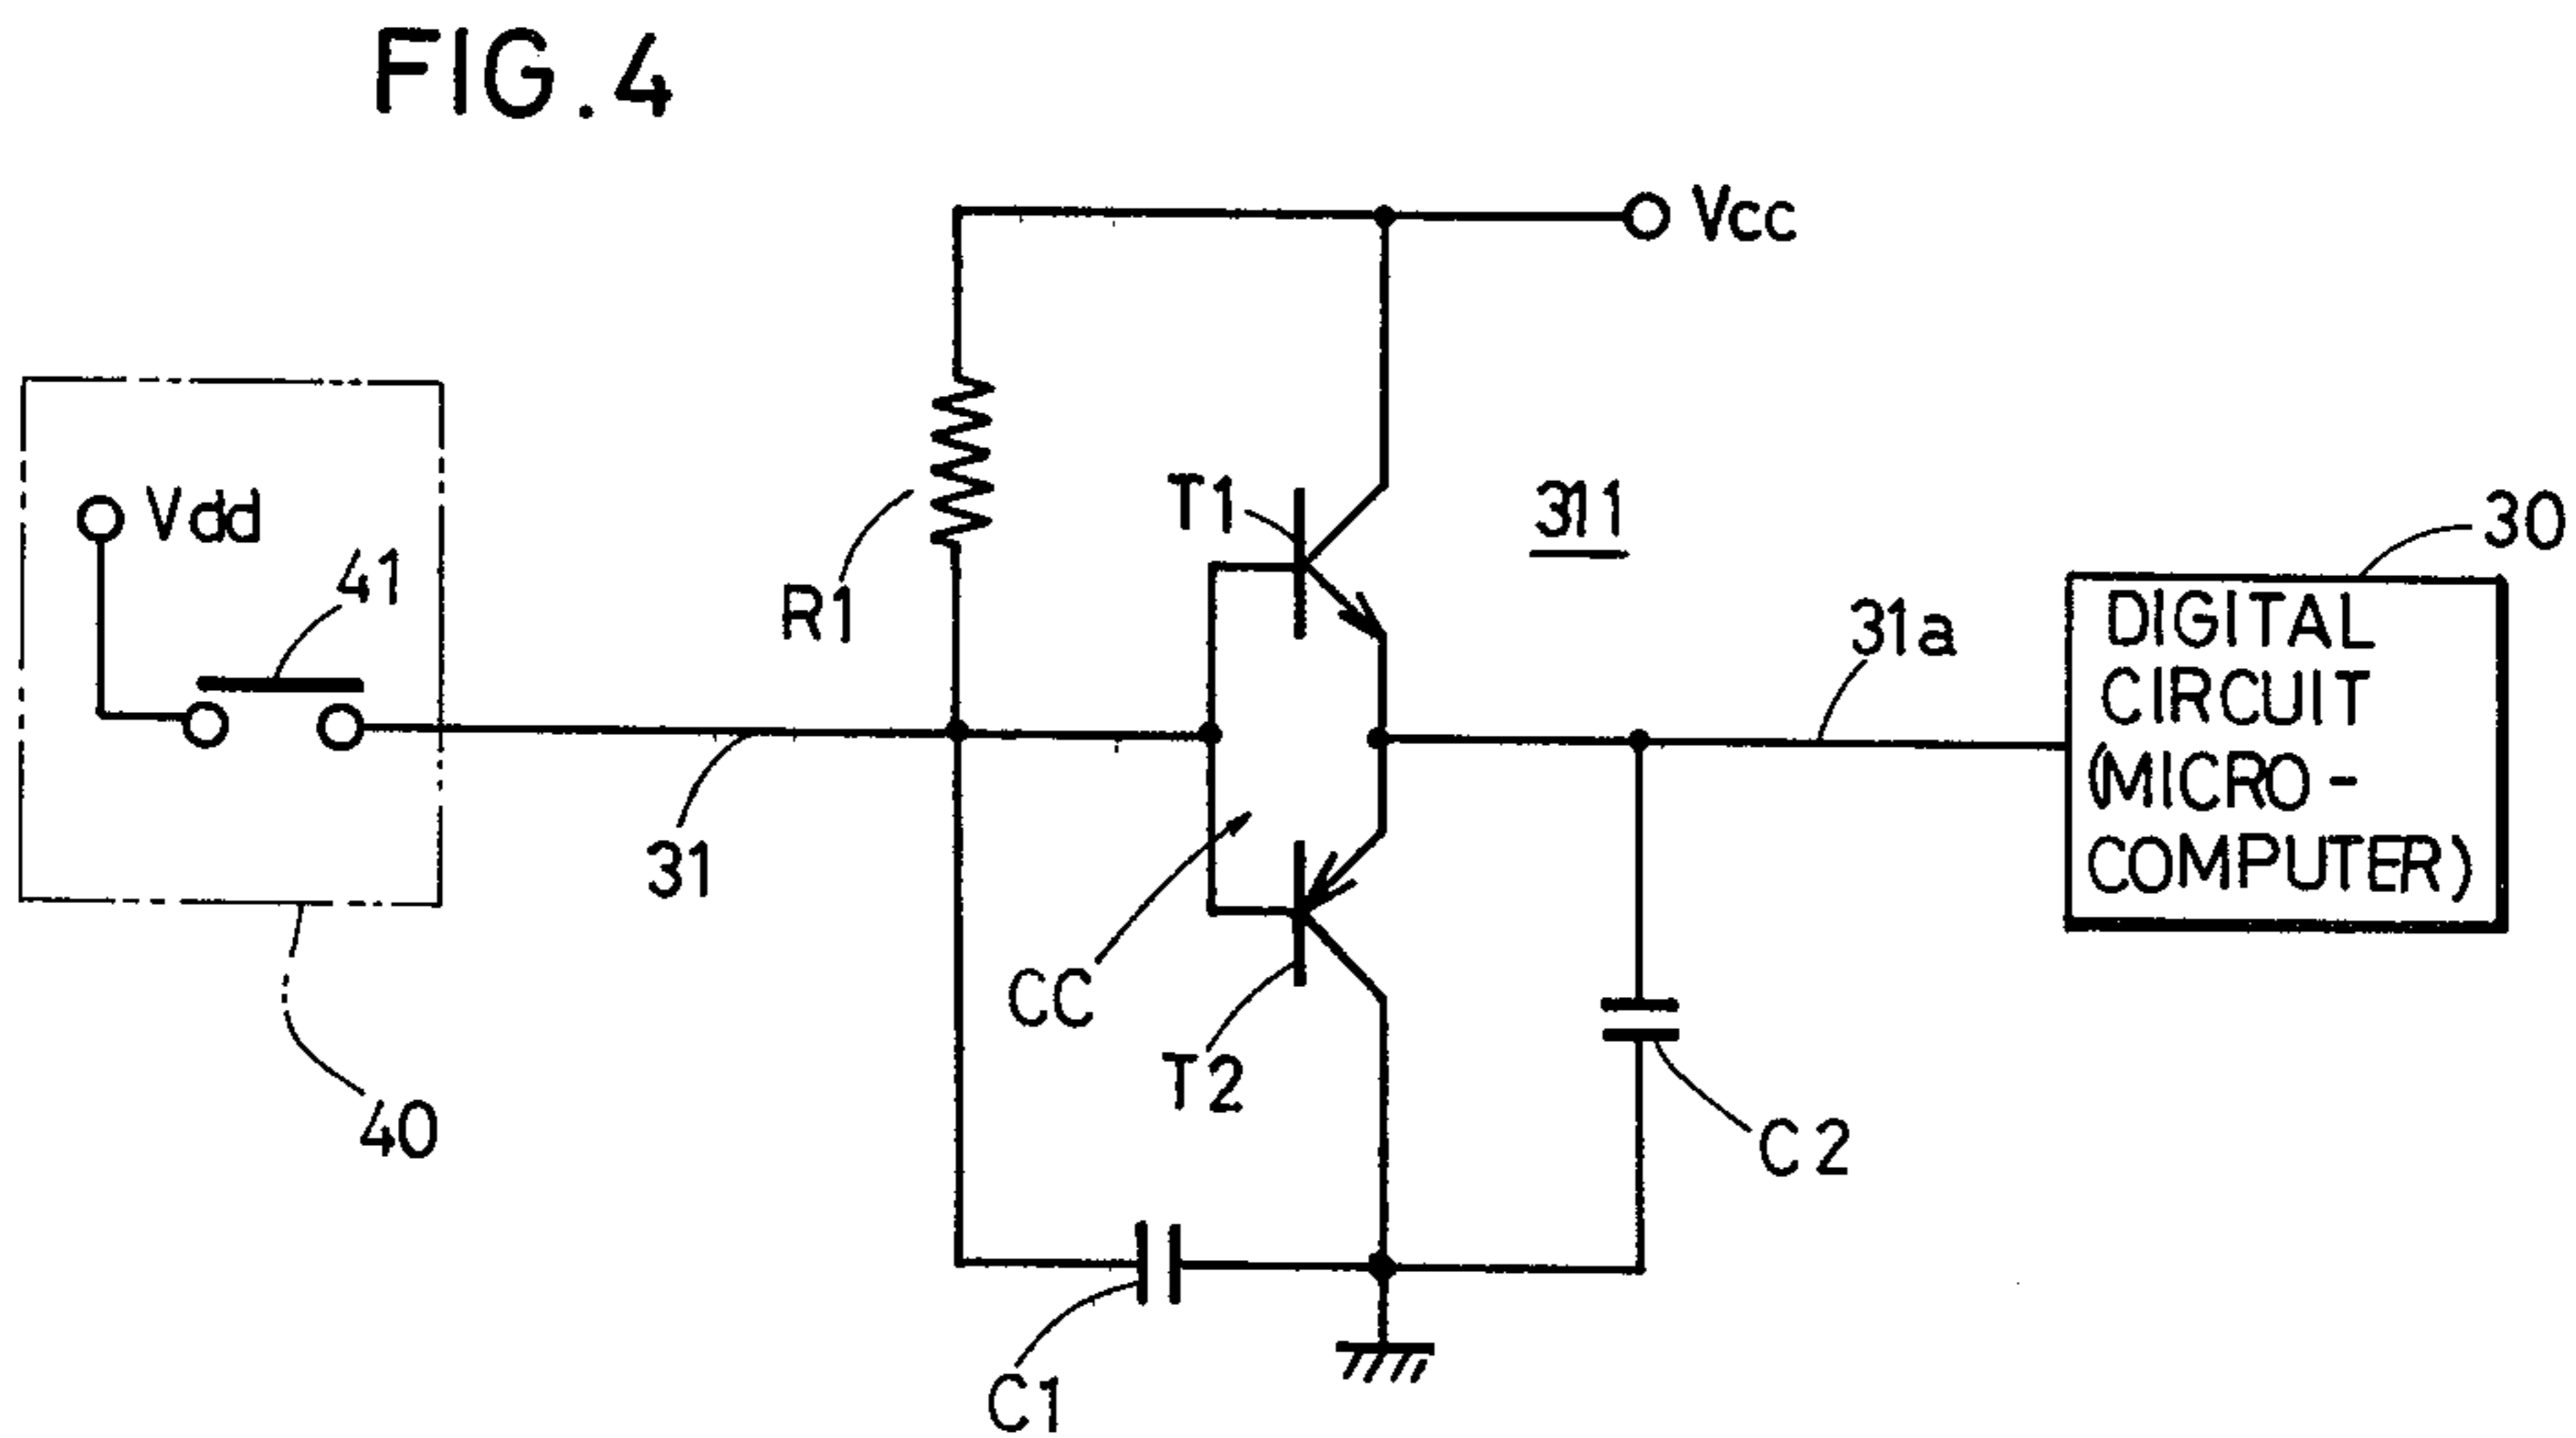 FIG.4
Vcc
Vdd
41
R1
T1
311
30
31a
DIGITAL
CIRCUIT
(MICRO-
COMPUTER)
31
CC
T2
40
C2
C1